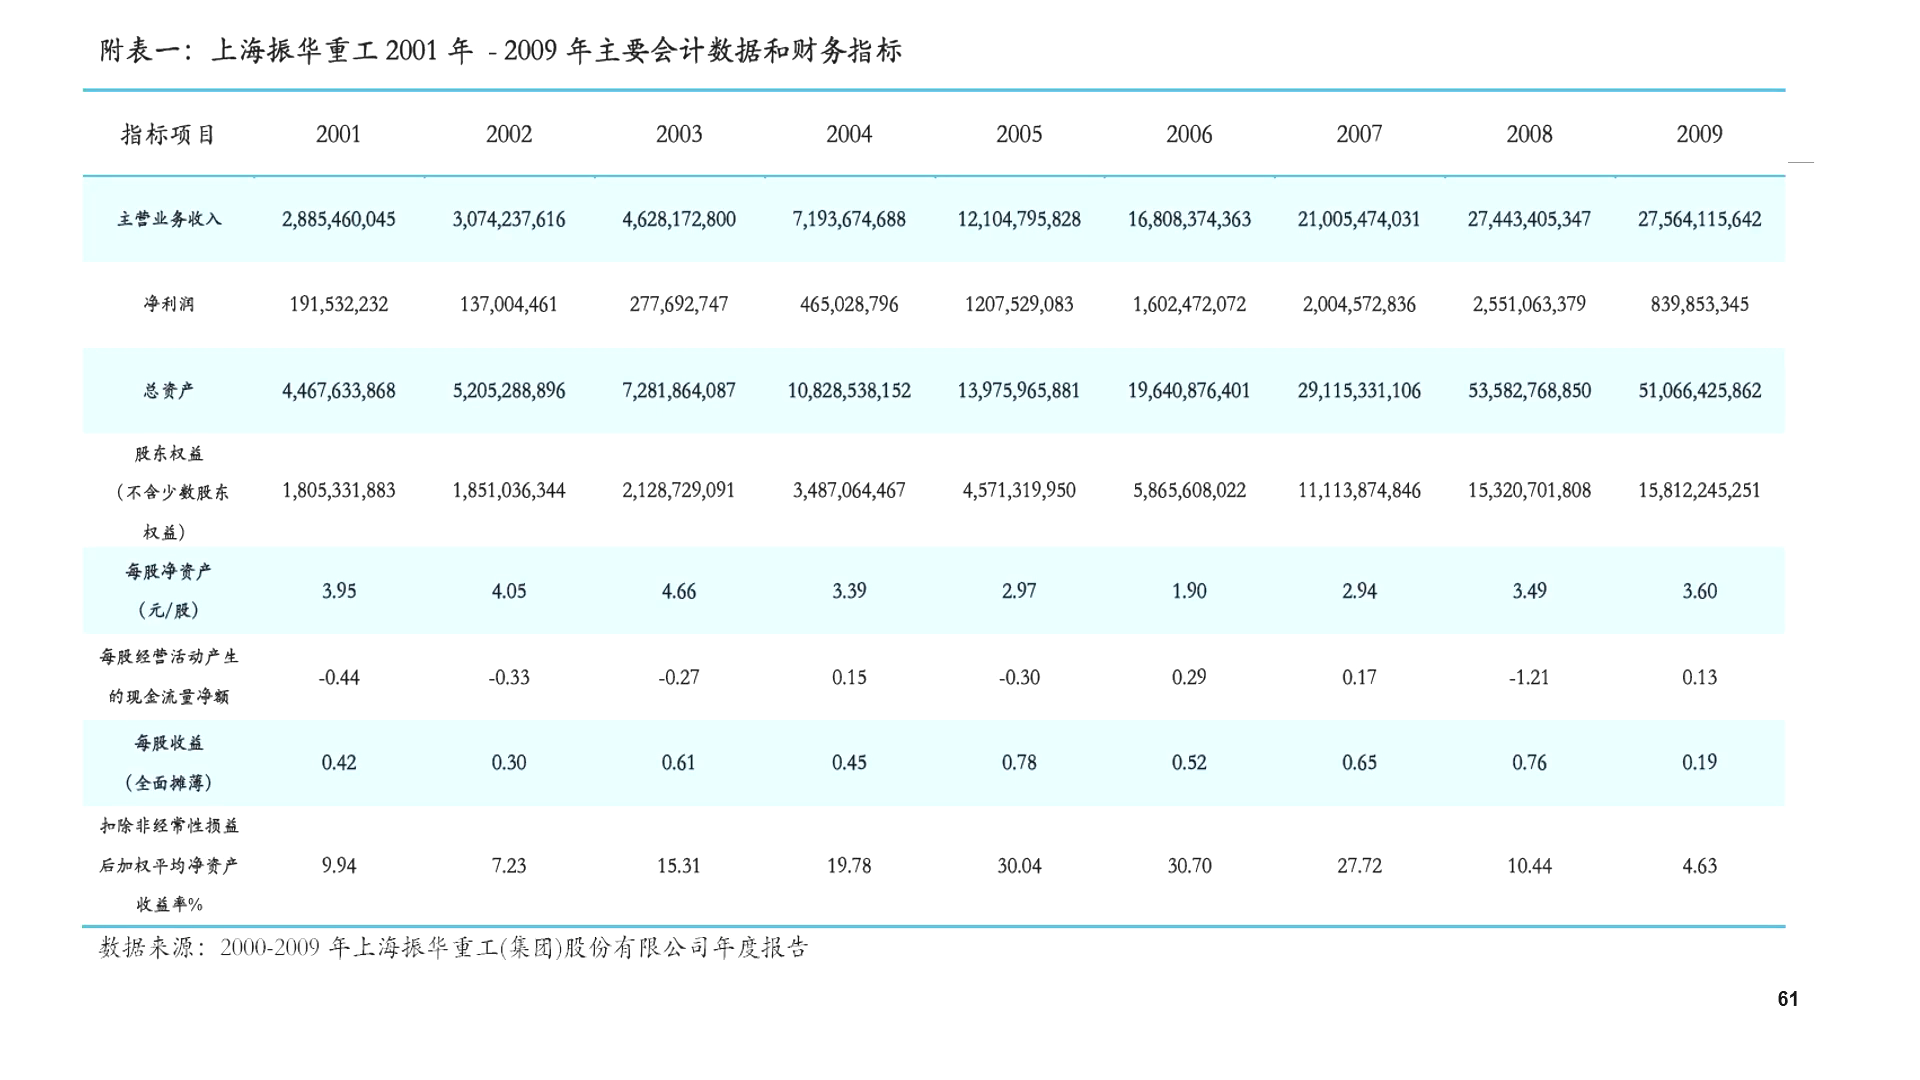 附表一：上海振华重工 2001 年 - 2009 年主要会计数据和财务指标
指标项目 2001 2002 2003 2004 2005 2006 2007 2008 2009
主营业务收入 2,885,460,045 3,074,237,616 4,628,172,800 7,193,674,688 12,104,795,828 16,808,374,363 21,005,474,031 27,443,405,347 27,564,115,642
净利润 191,532,232 137,004,461 277,692,747 465,028,796 1207,529,083 1,602,472,072 2,004,572,836 2,551,063,379 839,853,345
总资产 4,467,633,868 5,205,288,896 7,281,864,087 10,828,538,152 13,975,965,881 19,640,876,401 29,115,331,106 53,582,768,850 51,066,425,862
股东权益
（不含少数股东 1,805,331,883 1,851,036,344 2,128,729,091 3,487,064,467 4,571,319,950 5,865,608,022 11,113,874,846 15,320,701,808 15,812,245,251
权益）
每股净资产
（元/股） 3.95 4.05 4.66 3.39 2.97 1.90 2.94 3.49 3.60
每股经营活动产生
的现金流量净额 -0.44 -0.33 -0.27 0.15 -0.30 0.29 0.17 -1.21 0.13
每股收益
（全面摊薄） 0.42 0.30 0.61 0.45 0.78 0.52 0.65 0.76 0.19
扣除非经常性损益
后加权平均净资产 9.94 7.23 15.31 19.78 30.04 30.70 27.72 10.44 4.63
收益率%
数据来源：2000-2009 年上海振华重工(集团)股份有限公司年度报告
61